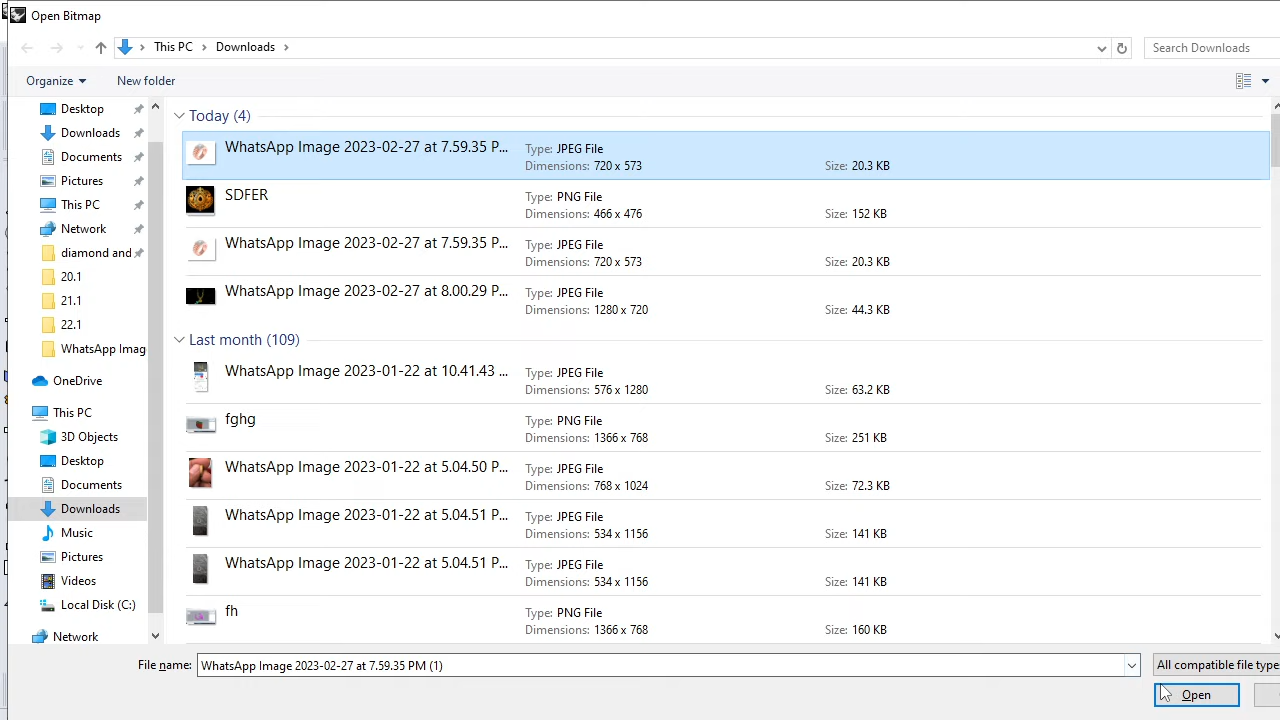 Open Bitmap
This PC
Downloads
Search Downloads
Organize
New folder
Desktop
Downloads
Documents
Pictures
This PC
Network
diamond and
20.1
21.1
22.1
WhatsApp Imag
OneDrive
This PC
3D Objects
Desktop
Documents
Downloads
Music
Pictures
Videos
Local Disk (C:)
Network
Today (4)
WhatsApp Image 2023-02-27 at 7.59.35 P... Type: JPEG File
Dimensions: 720 x 573 Size: 20.3 KB
SDFER Type: PNG File
Dimensions: 466 x 476 Size: 152 KB
WhatsApp Image 2023-02-27 at 7.59.35 P... Type: JPEG File
Dimensions: 720 x 573 Size: 20.3 KB
WhatsApp Image 2023-02-27 at 8.00.29 P... Type: JPEG File
Dimensions: 1280 x 720 Size: 44.3 KB
Last month (109)
WhatsApp Image 2023-01-22 at 10.41.43 ... Type: JPEG File
Dimensions: 576 x 1280 Size: 63.2 KB
fghg Type: PNG File
Dimensions: 1366 x 768 Size: 251 KB
WhatsApp Image 2023-01-22 at 5.04.50 P... Type: JPEG File
Dimensions: 768 x 1024 Size: 72.3 KB
WhatsApp Image 2023-01-22 at 5.04.51 P... Type: JPEG File
Dimensions: 534 x 1156 Size: 141 KB
WhatsApp Image 2023-01-22 at 5.04.51 P... Type: JPEG File
Dimensions: 534 x 1156 Size: 141 KB
fh Type: PNG File
Dimensions: 1366 x 768 Size: 160 KB
File name: WhatsApp Image 2023-02-27 at 7.59.35 PM (1)
All compatible file type
Open